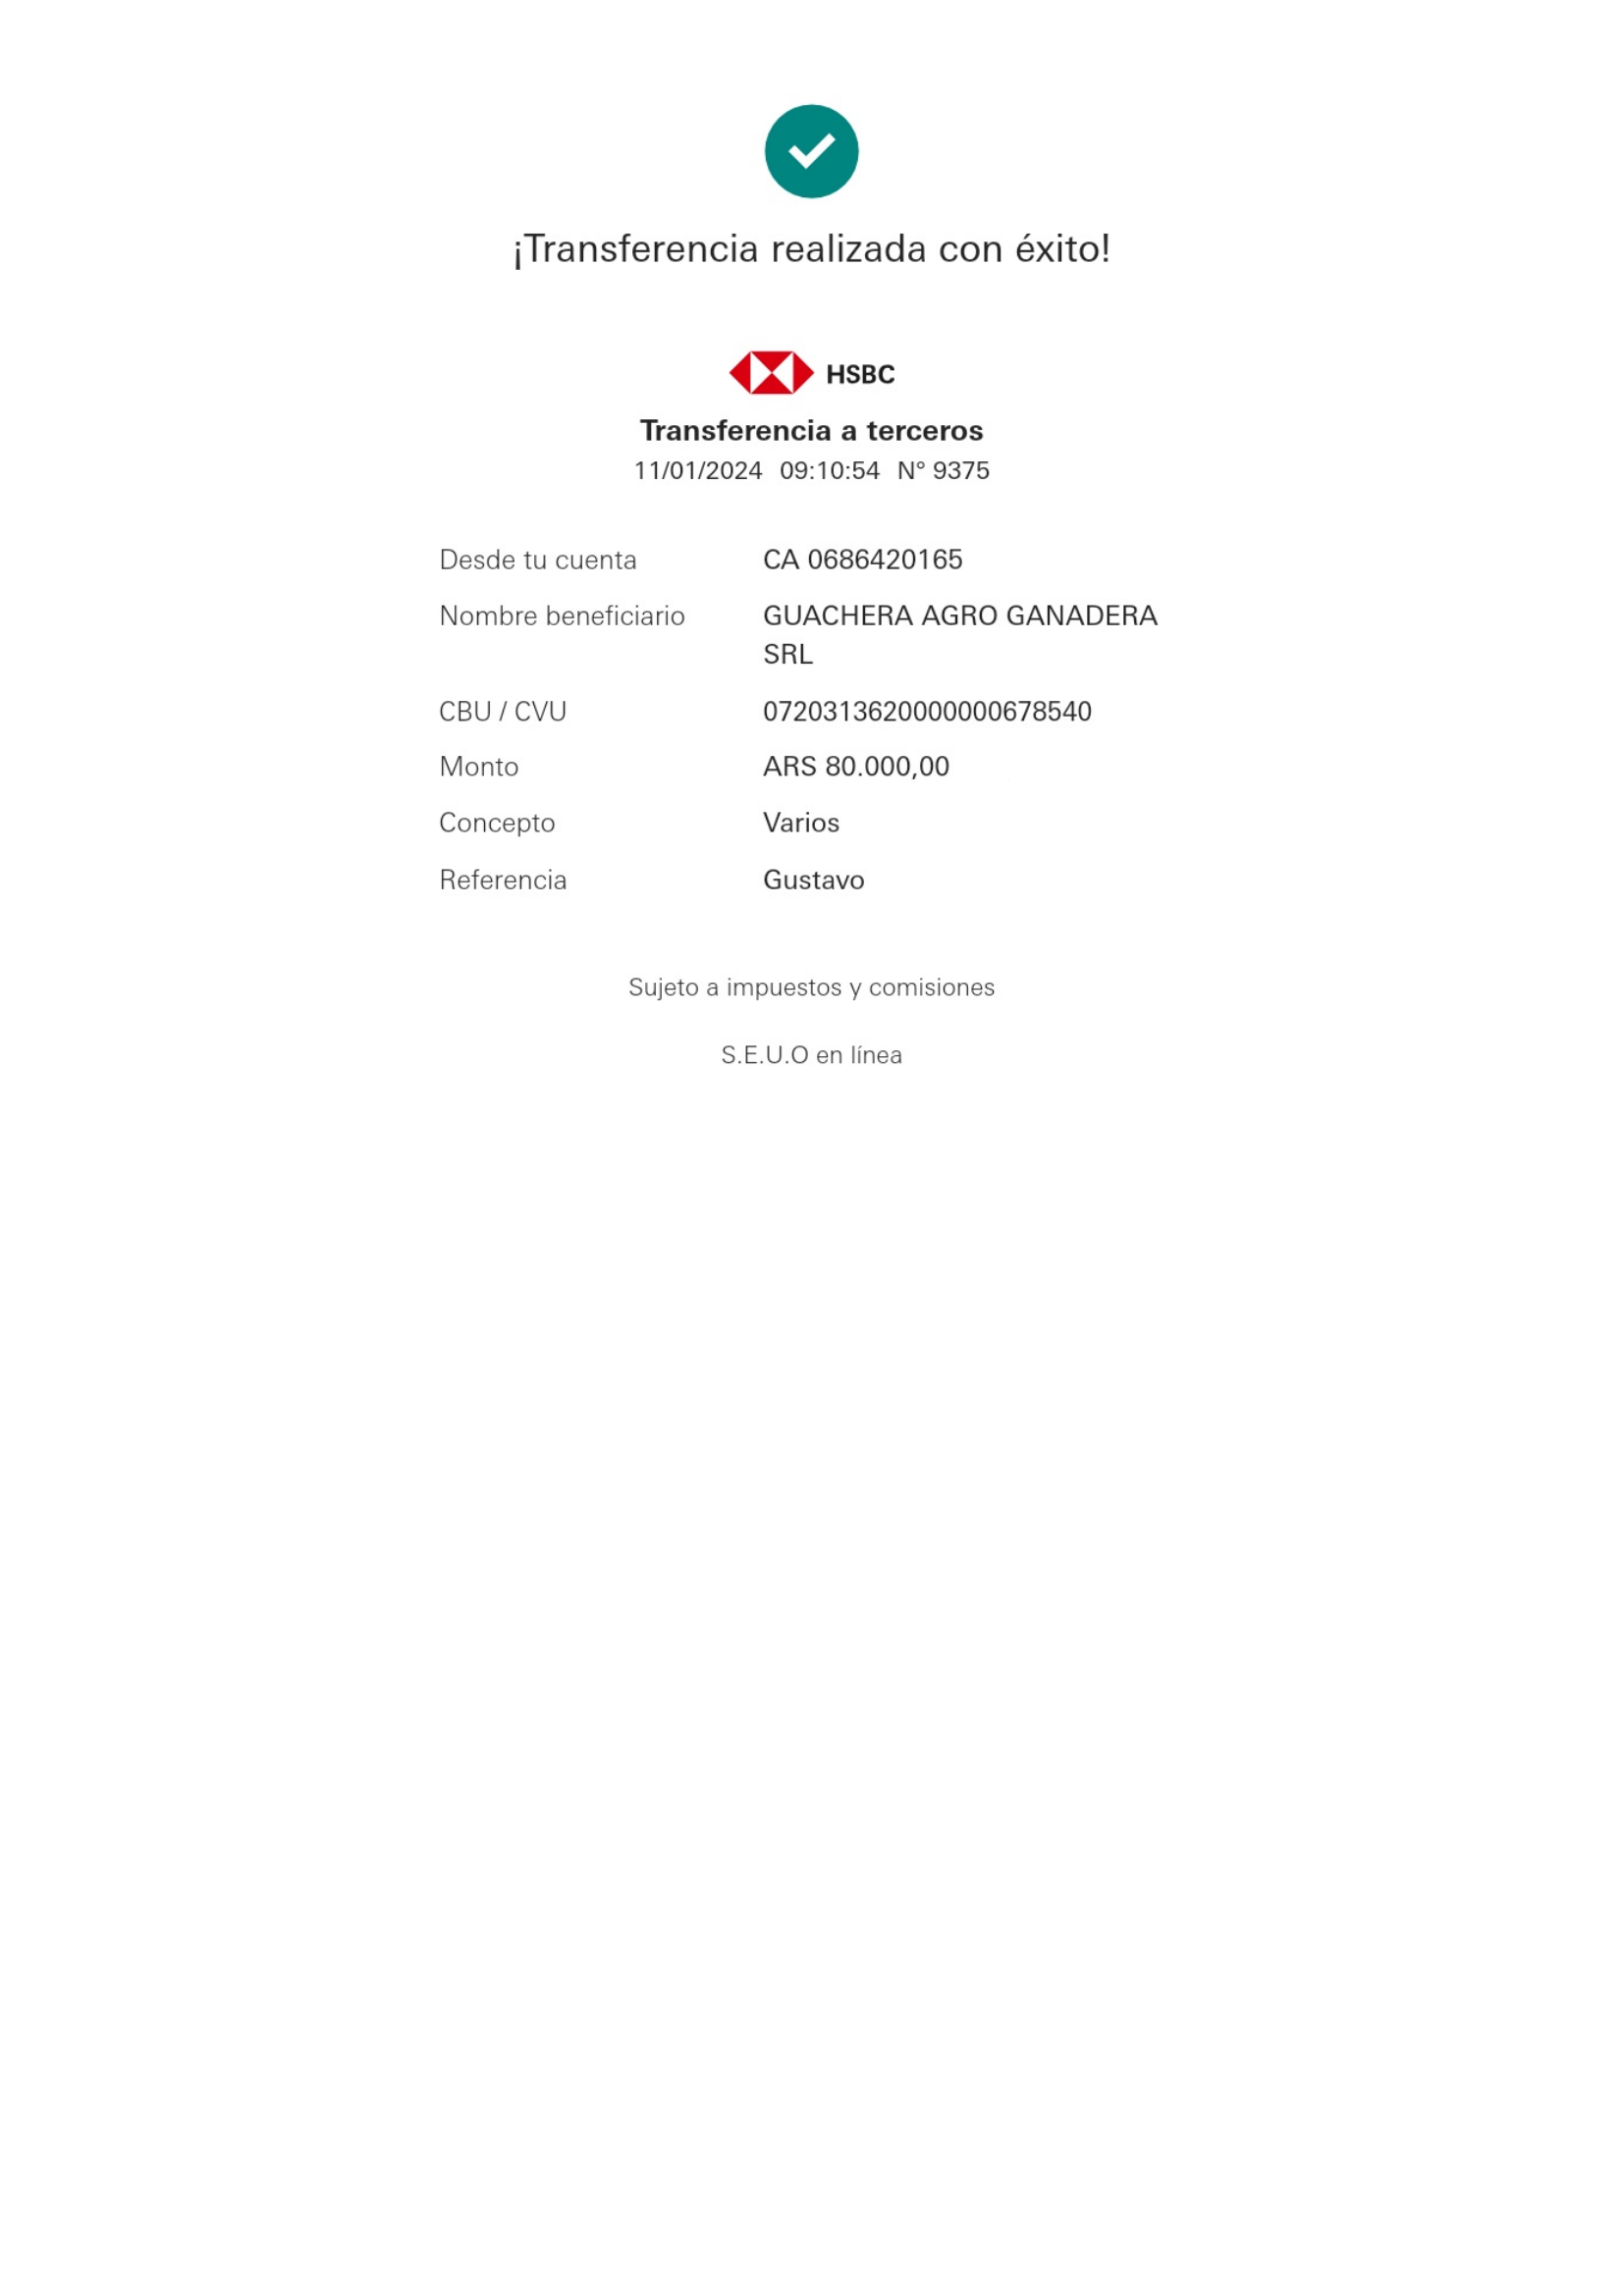 ¡Transferencia realizada con éxito!
HSBC
Transferencia a terceros
11/01/2024 09:10:54 N° 9375
Desde tu cuenta CA 0686420165
Nombre beneficiario GUACHERA AGRO GANADERA
SRL
CBU / CVU 0720313620000000678540
Monto ARS 80.000,00
Concepto Varios
Referencia Gustavo
Sujeto a impuestos y comisiones
S.E.U.O en línea